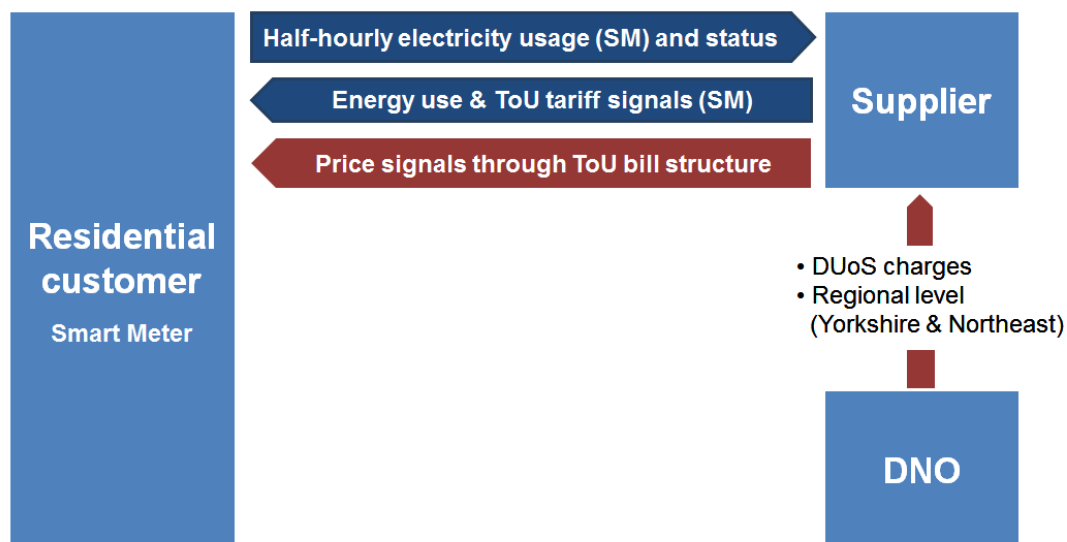 Half-hourly electricity usage (SM) and status
Energy use & ToU tariff signals (SM)
Price signals through ToU bill structure
Supplier
Residential
customer
Smart Meter
• DUoS charges
• Regional level
(Yorkshire & Northeast)
DNO